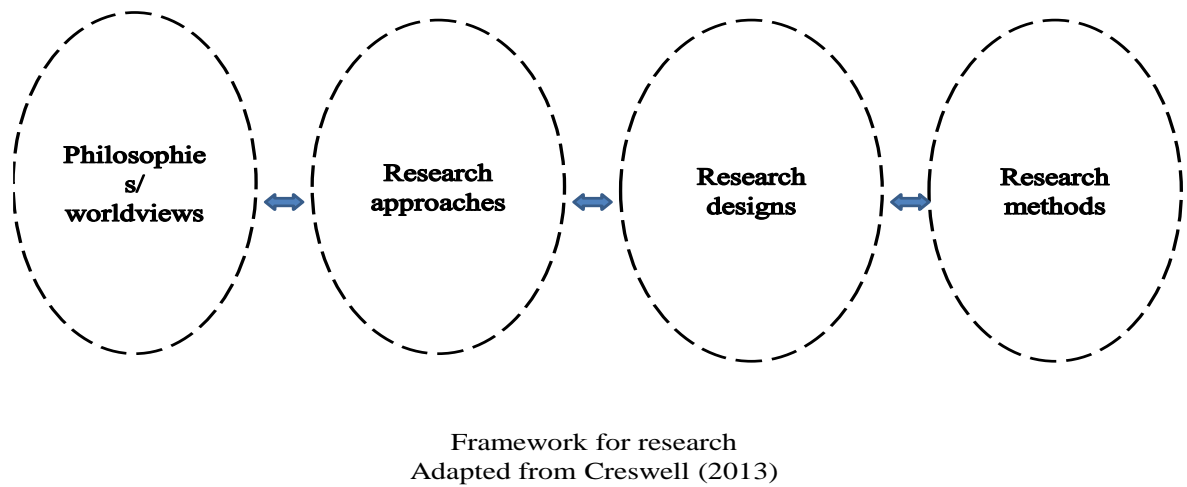 Philosophie
s/
worldviews
Research
approaches
Research
designs
Research
methods
Framework for research
Adapted from Creswell (2013)